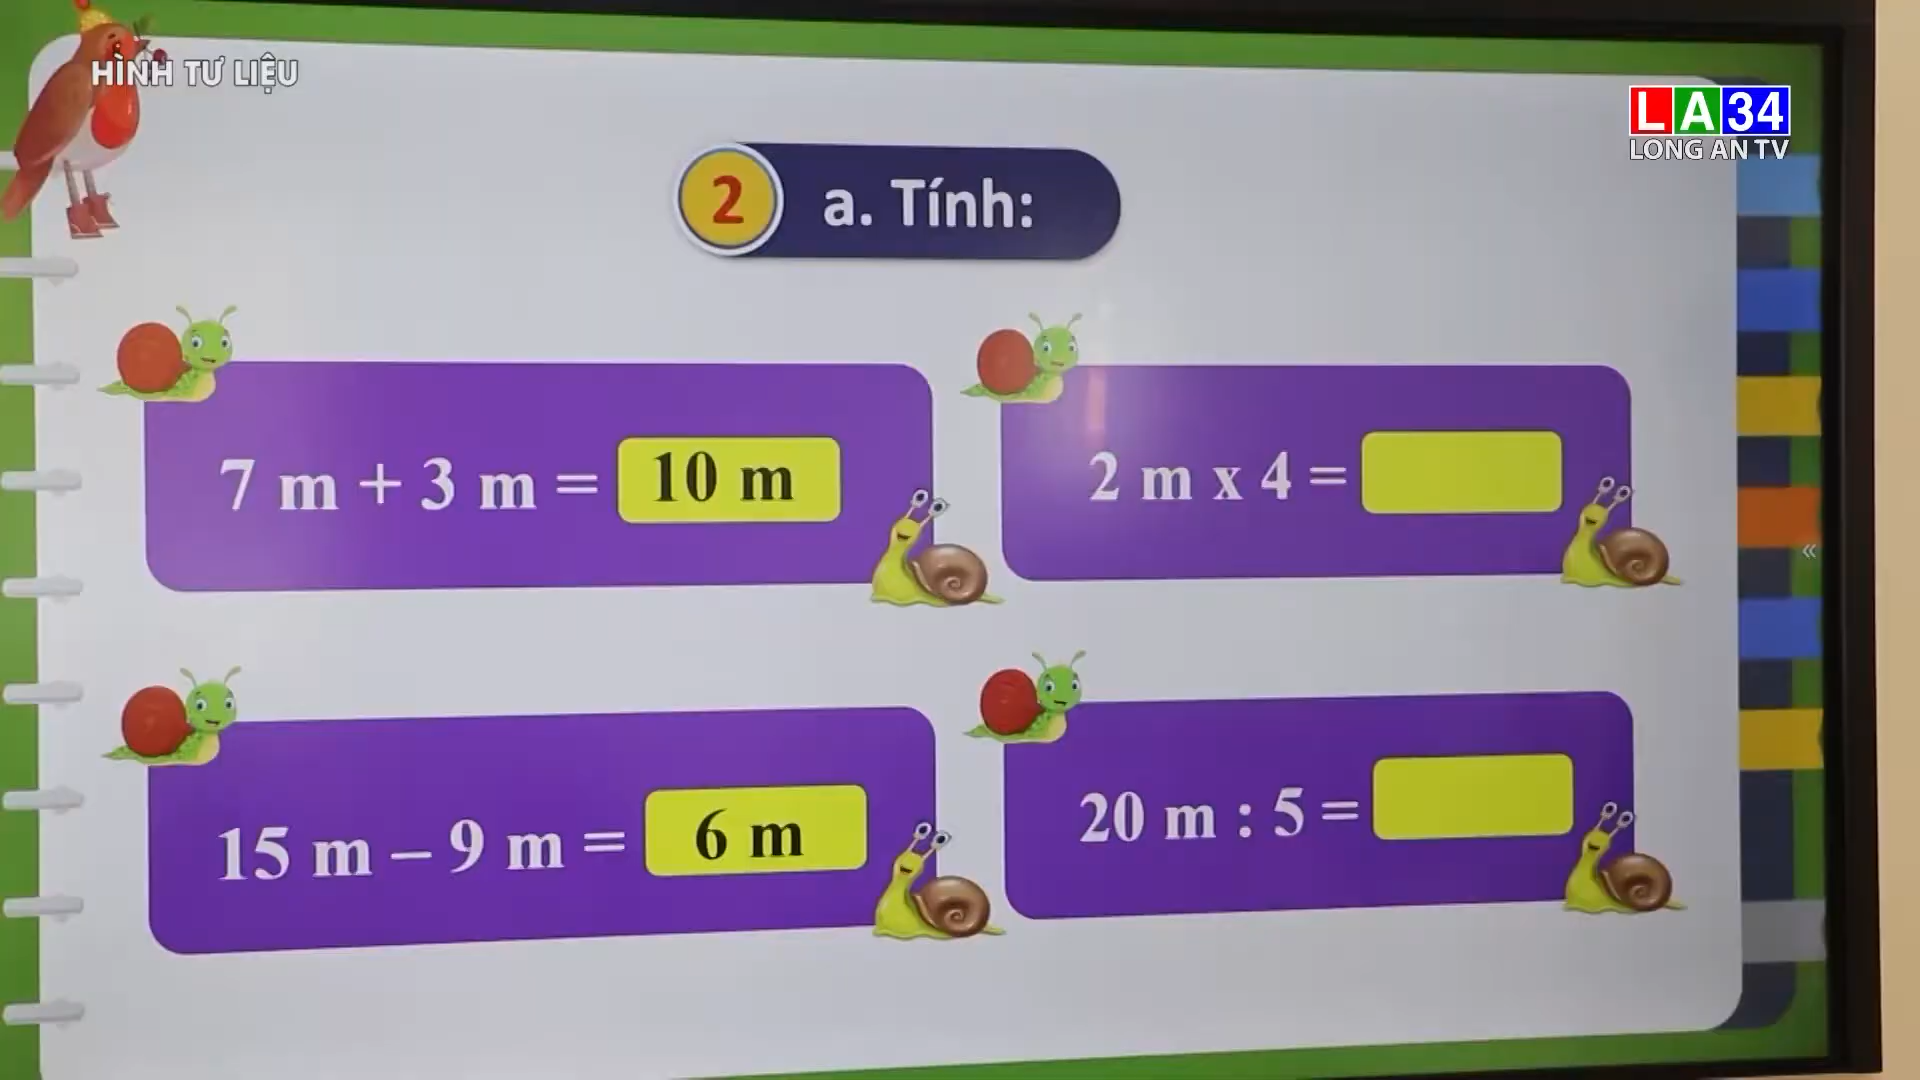 HÌNH TƯ LIỆU
LA34
LONG AN TV
2 a. Tính:
7 m + 3 m = 10 m
2 m x 4 =
15 m – 9 m = 6 m
20 m : 5 =
«